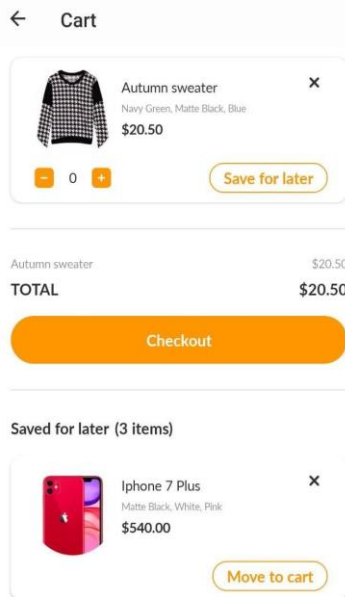 Cart
Autumn sweater
Navy Green, Matte Black, Blue
$20.50
0
Save for later
Autumn sweater $20.50
TOTAL $20.50
Checkout
Saved for later (3 items)
Iphone 7 Plus
Matte Black, White, Pink
$540.00
Move to cart